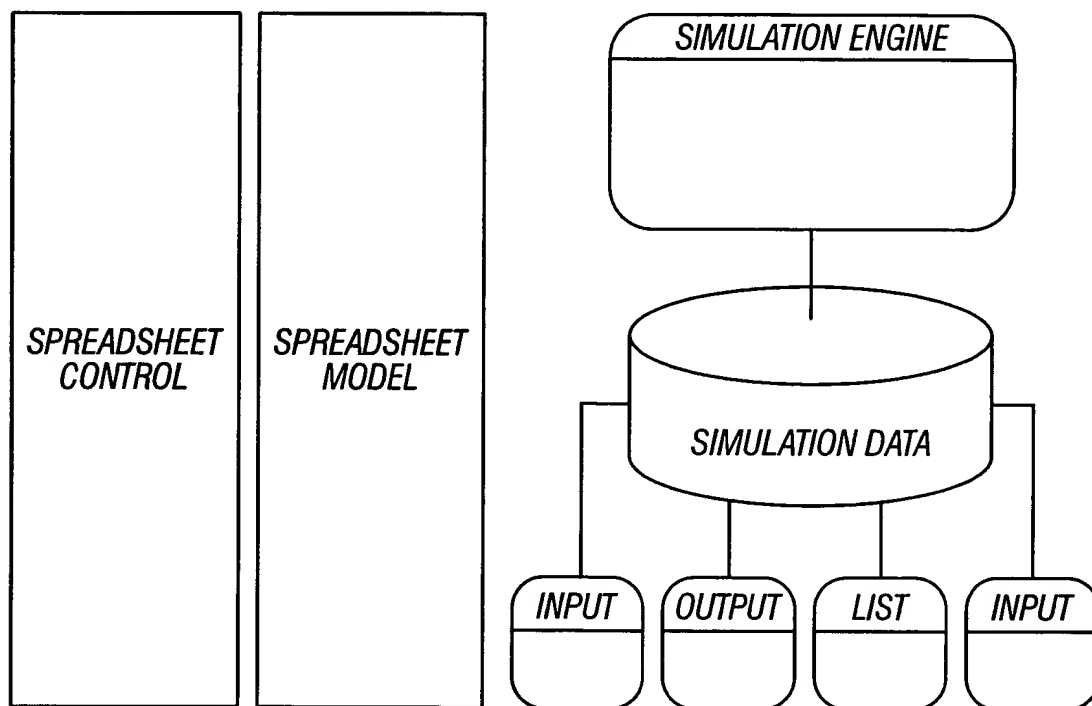 SPREADSHEET
CONTROL
SPREADSHEET
MODEL
SIMULATION ENGINE
SIMULATION DATA
INPUT
OUTPUT
LIST
INPUT